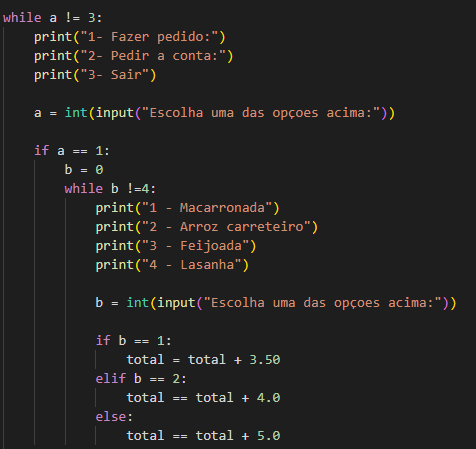 while a != 3:
    print("1- Fazer pedido:")
    print("2- Pedir a conta:")
    print("3- Sair")

    a = int(input("Escolha uma das opçoes acima:"))

    if a == 1:
        b = 0
        while b !=4:
            print("1 - Macarronada")
            print("2 - Arroz carreteiro")
            print("3 - Feijoada")
            print("4 - Lasanha")

            b = int(input("Escolha uma das opçoes acima:"))

            if b == 1:
                total = total + 3.50
            elif b == 2:
                total == total + 4.0
            else:
                total == total + 5.0